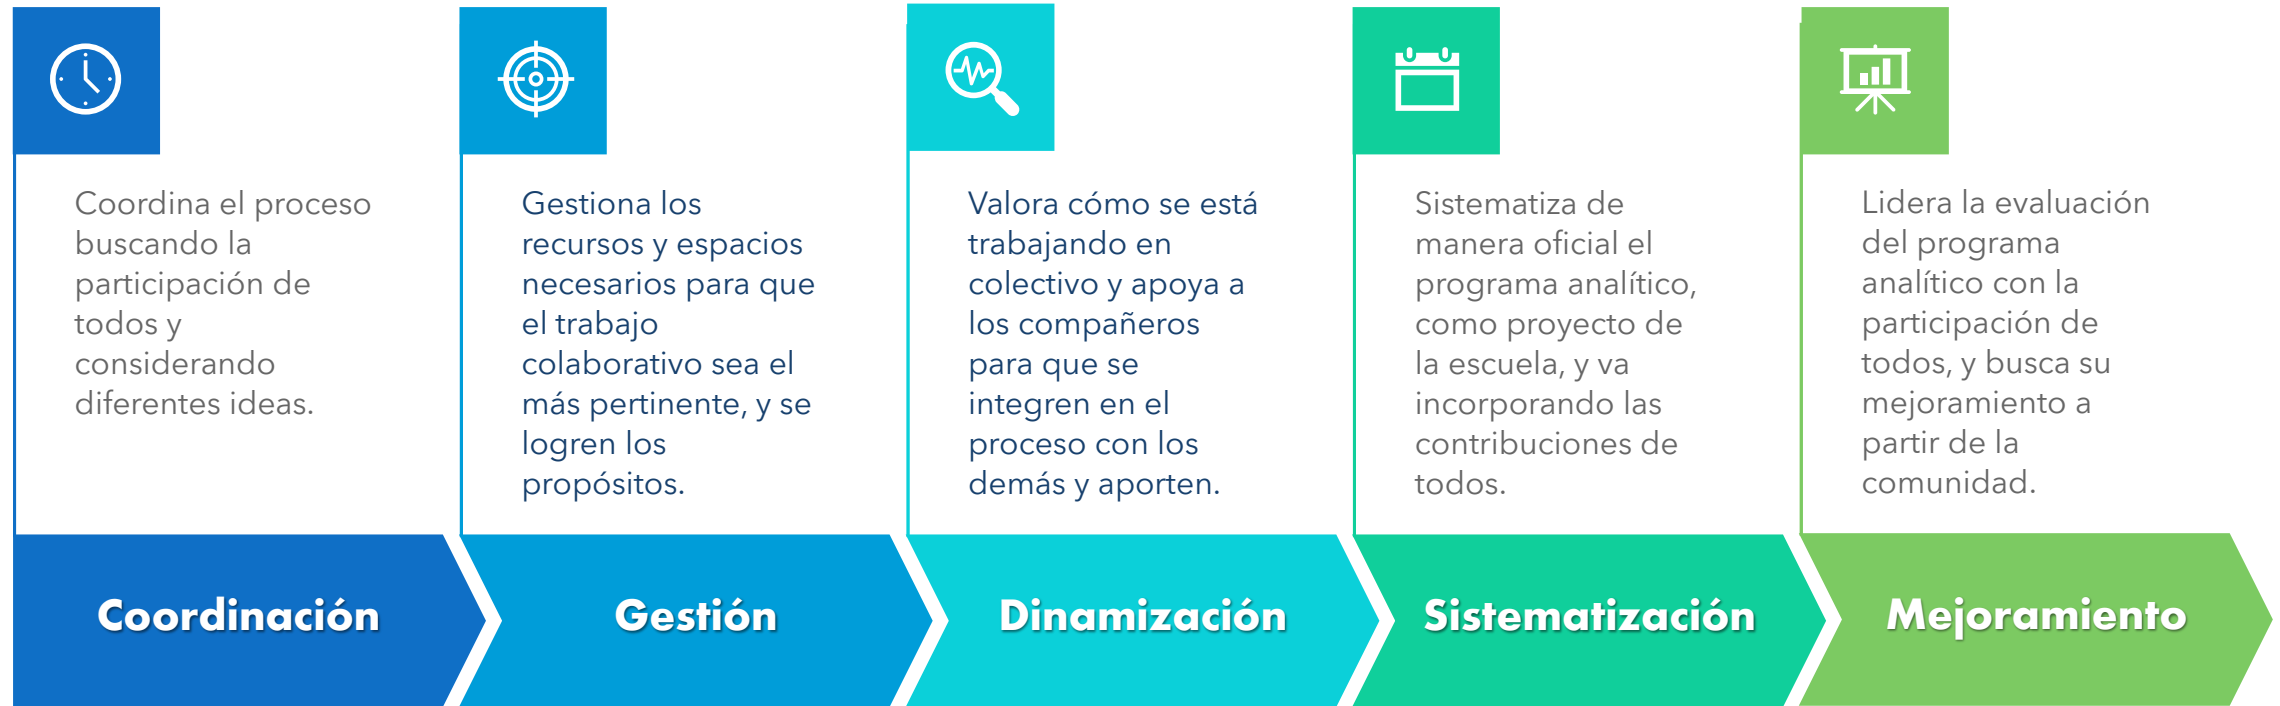 Coordina el proceso
buscando la
participación de
todos y
considerando
diferentes ideas.
Coordinación
Gestiona los
recursos y espacios
necesarios para que
el trabajo
colaborativo sea el
más pertinente, y se
logren los
propósitos.
Gestión
Valora cómo se está
trabajando en
colectivo y apoya a
los compañeros
para que se
integren en el
proceso con los
demás y aporten.
Dinamización
Sistematiza de
manera oficial el
programa analítico,
como proyecto de
la escuela, y va
incorporando las
contribuciones de
todos.
Sistematización
Lidera la evaluación
del programa
analítico con la
participación de
todos, y busca su
mejoramiento a
partir de la
comunidad.
Mejoramiento